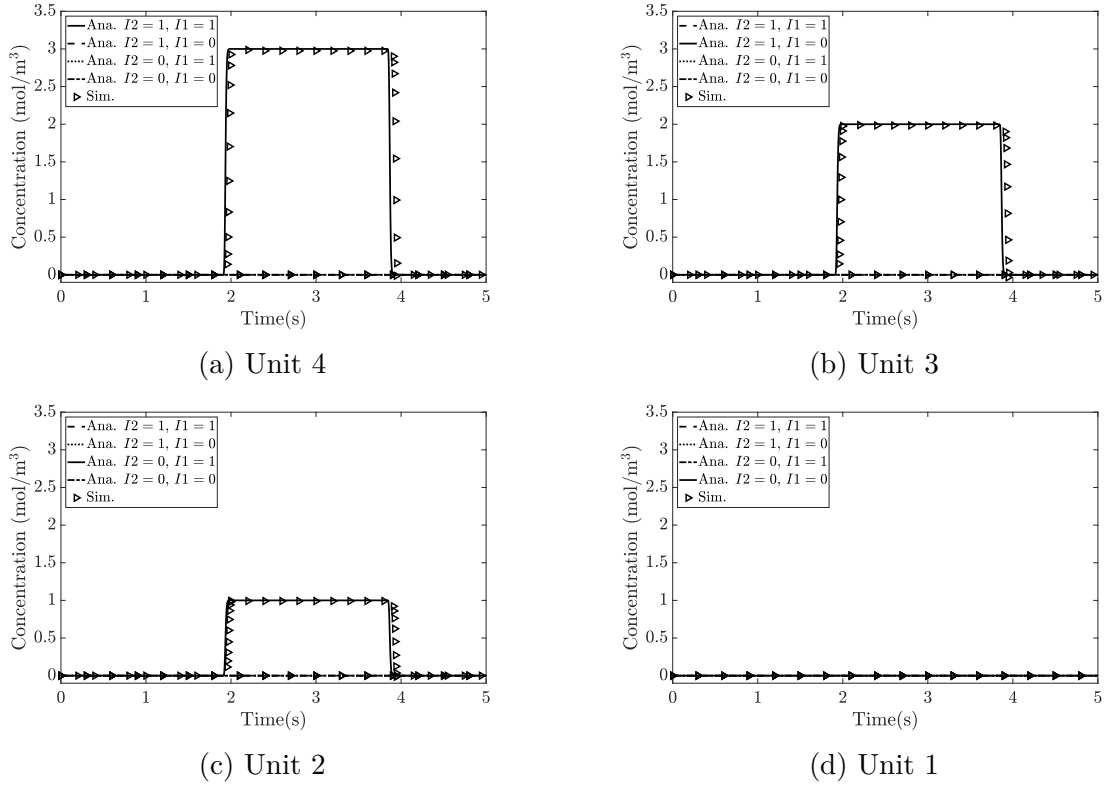 3.5
3
2.5
2
1.5
1
0.5
0
Concentration (mol/m³)
Ana. I2 = 1, I1 = 1
Ana. I2 = 1, I1 = 0
Ana. I2 = 0, I1 = 1
Ana. I2 = 0, I1 = 0
Sim.
0 1 2 3 4 5
Time(s)
(a) Unit 4
3.5
3
2.5
2
1.5
1
0.5
0
Concentration (mol/m³)
Ana. I2 = 1, I1 = 1
Ana. I2 = 1, I1 = 0
Ana. I2 = 0, I1 = 1
Ana. I2 = 0, I1 = 0
Sim.
0 1 2 3 4 5
Time(s)
(b) Unit 3
3.5
3
2.5
2
1.5
1
0.5
0
Concentration (mol/m³)
Ana. I2 = 1, I1 = 1
Ana. I2 = 1, I1 = 0
Ana. I2 = 0, I1 = 1
Ana. I2 = 0, I1 = 0
Sim.
0 1 2 3 4 5
Time(s)
(c) Unit 2
3.5
3
2.5
2
1.5
1
0.5
0
Concentration (mol/m³)
Ana. I2 = 1, I1 = 1
Ana. I2 = 1, I1 = 0
Ana. I2 = 0, I1 = 1
Ana. I2 = 0, I1 = 0
Sim.
0 1 2 3 4 5
Time(s)
(d) Unit 1